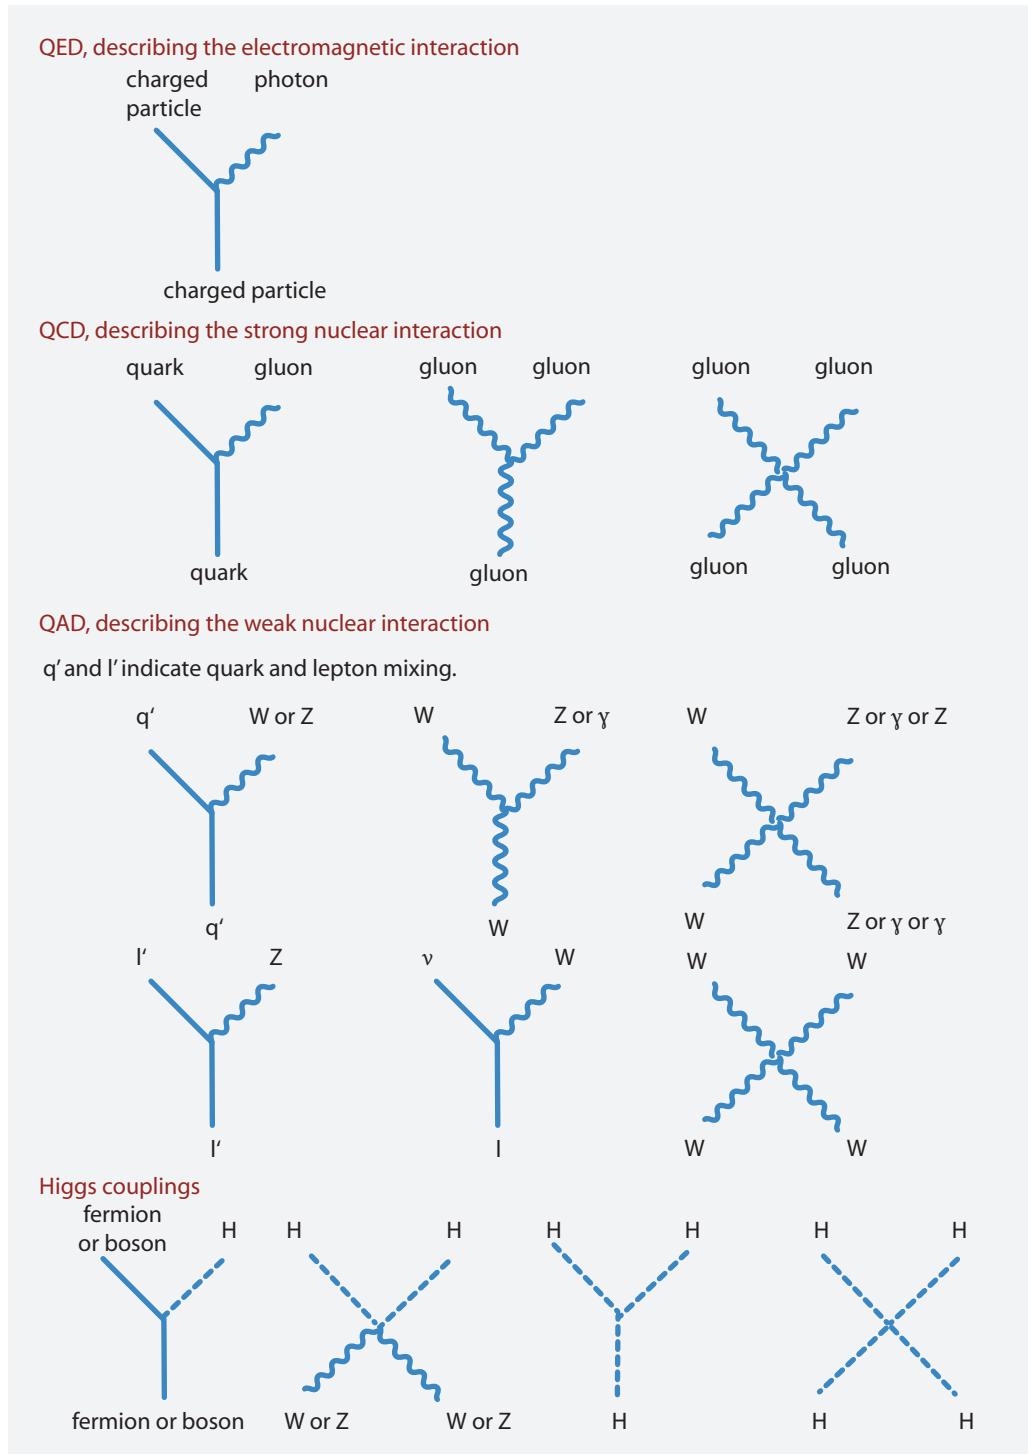 QED, describing the electromagnetic interaction
charged photon
particle
charged particle
QCD, describing the strong nuclear interaction
quark gluon gluon gluon gluon gluon
quark gluon gluon gluon
QAD, describing the weak nuclear interaction
q’ and l’ indicate quark and lepton mixing.
q‘ W or Z W Z or γ W Z or γ or Z
q‘ W W Z or γ or γ
l‘ Z ν W W W
l‘ l W W
Higgs couplings
fermion
or boson H H H H H H H
fermion or boson W or Z W or Z H H H